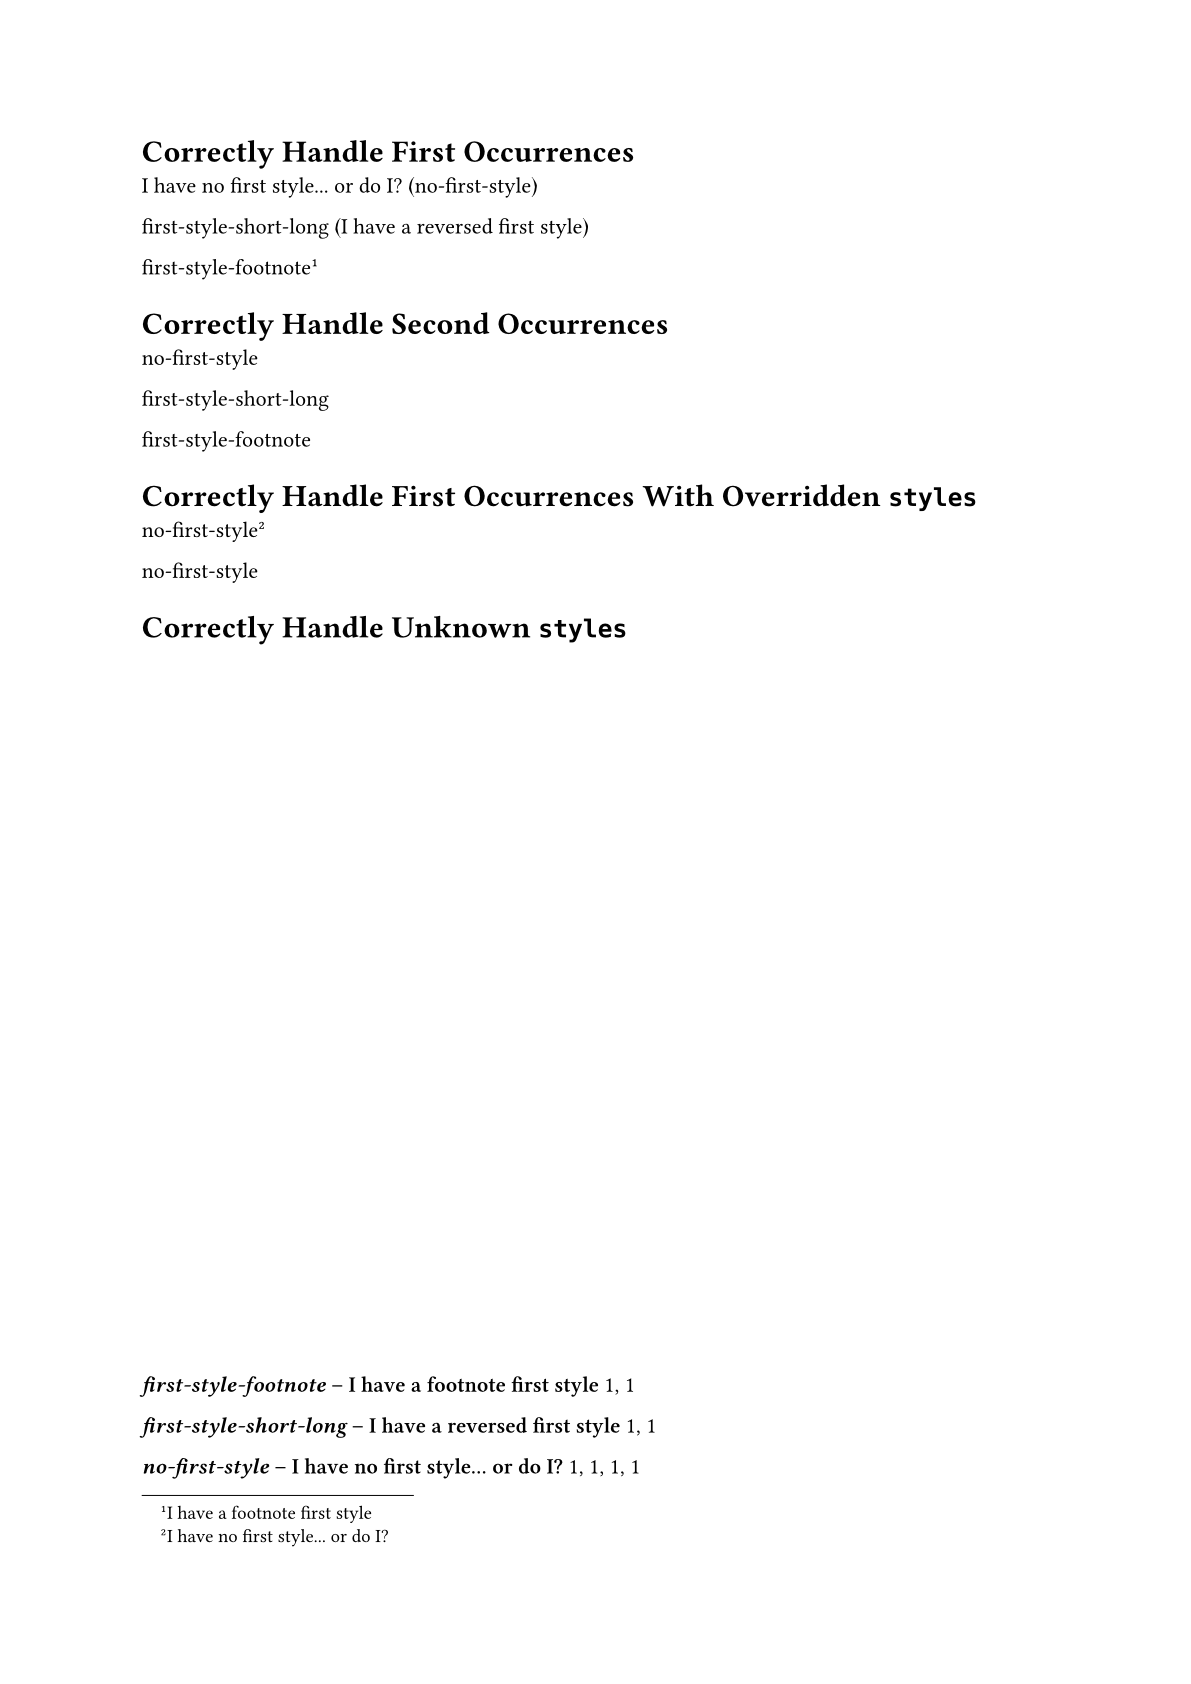 Correctly Handle First Occurrences
I have no first style... or do I? (no-first-style)
first-style-short-long (I have a reversed first style)
first-style-footnote¹
Correctly Handle Second Occurrences
no-first-style
first-style-short-long
first-style-footnote
Correctly Handle First Occurrences With Overridden styles
no-first-style²
no-first-style
Correctly Handle Unknown styles
first-style-footnote – I have a footnote first style 1, 1
first-style-short-long – I have a reversed first style 1, 1
no-first-style – I have no first style... or do I? 1, 1, 1, 1
¹I have a footnote first style
²I have no first style... or do I?